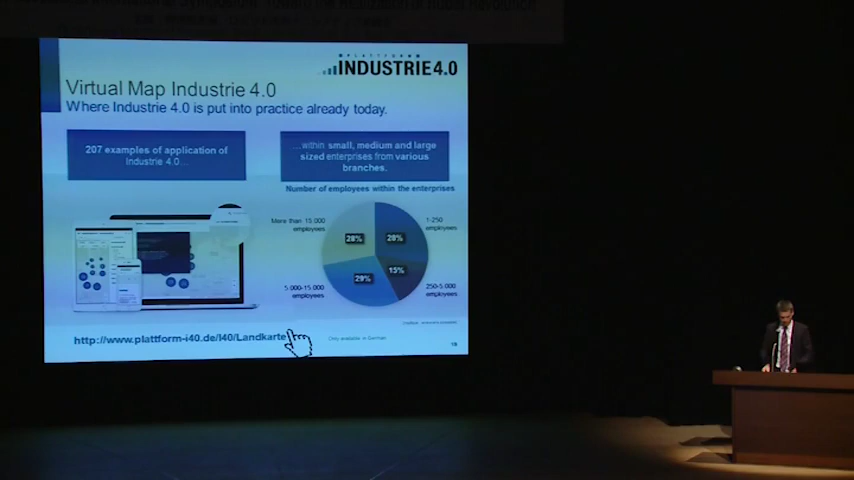 PLATTFORM
INDUSTRIE 4.0
Virtual Map Industrie 4.0
Where Industrie 4.0 is put into practice already today.
207 examples of application of
Industrie 4.0...
...within small, medium and large
sized enterprises from various
branches.
Number of employees within the enterprises
More than 15.000
employees
1-250
employees
28%
28%
29%
15%
5.000-15.000
employees
250-5.000
employees
http://www.plattform-i40.de/I40/Landkarte
Only available in German